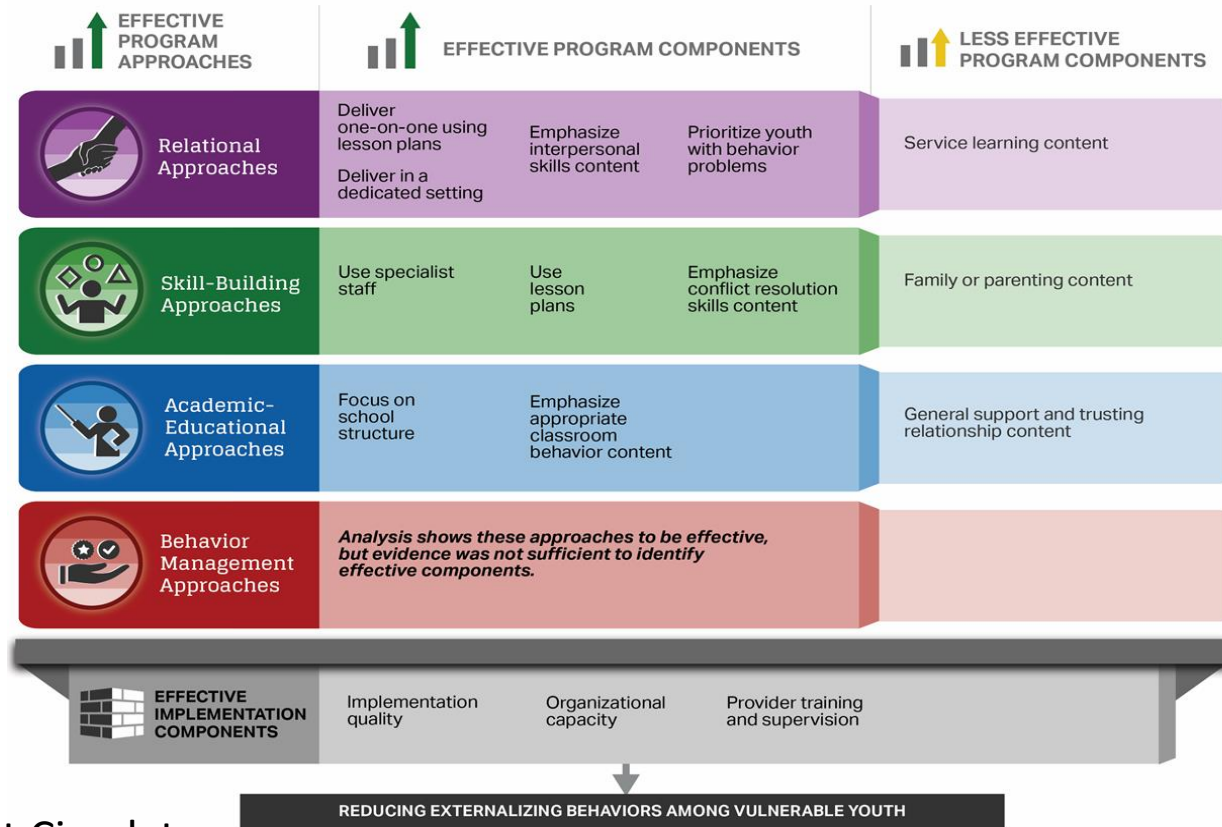 EFFECTIVE
PROGRAM
APPROACHES
EFFECTIVE PROGRAM COMPONENTS
LESS EFFECTIVE
PROGRAM COMPONENTS
Relational
Approaches
Deliver
one-on-one using
lesson plans
Deliver in a
dedicated setting
Emphasize
interpersonal
skills content
Prioritize youth
with behavior
problems
Service learning content
Skill-Building
Approaches
Use specialist
staff
Use
lesson
plans
Emphasize
conflict resolution
skills content
Family or parenting content
Academic-
Educational
Approaches
Focus on
school
structure
Emphasize
appropriate
classroom
behavior content
General support and trusting
relationship content
Behavior
Management
Approaches
Analysis shows these approaches to be effective,
but evidence was not sufficient to identify
effective components.
EFFECTIVE
IMPLEMENTATION
COMPONENTS
Implementation
quality
Organizational
capacity
Provider training
and supervision
REDUCING EXTERNALIZING BEHAVIORS AMONG VULNERABLE YOUTH